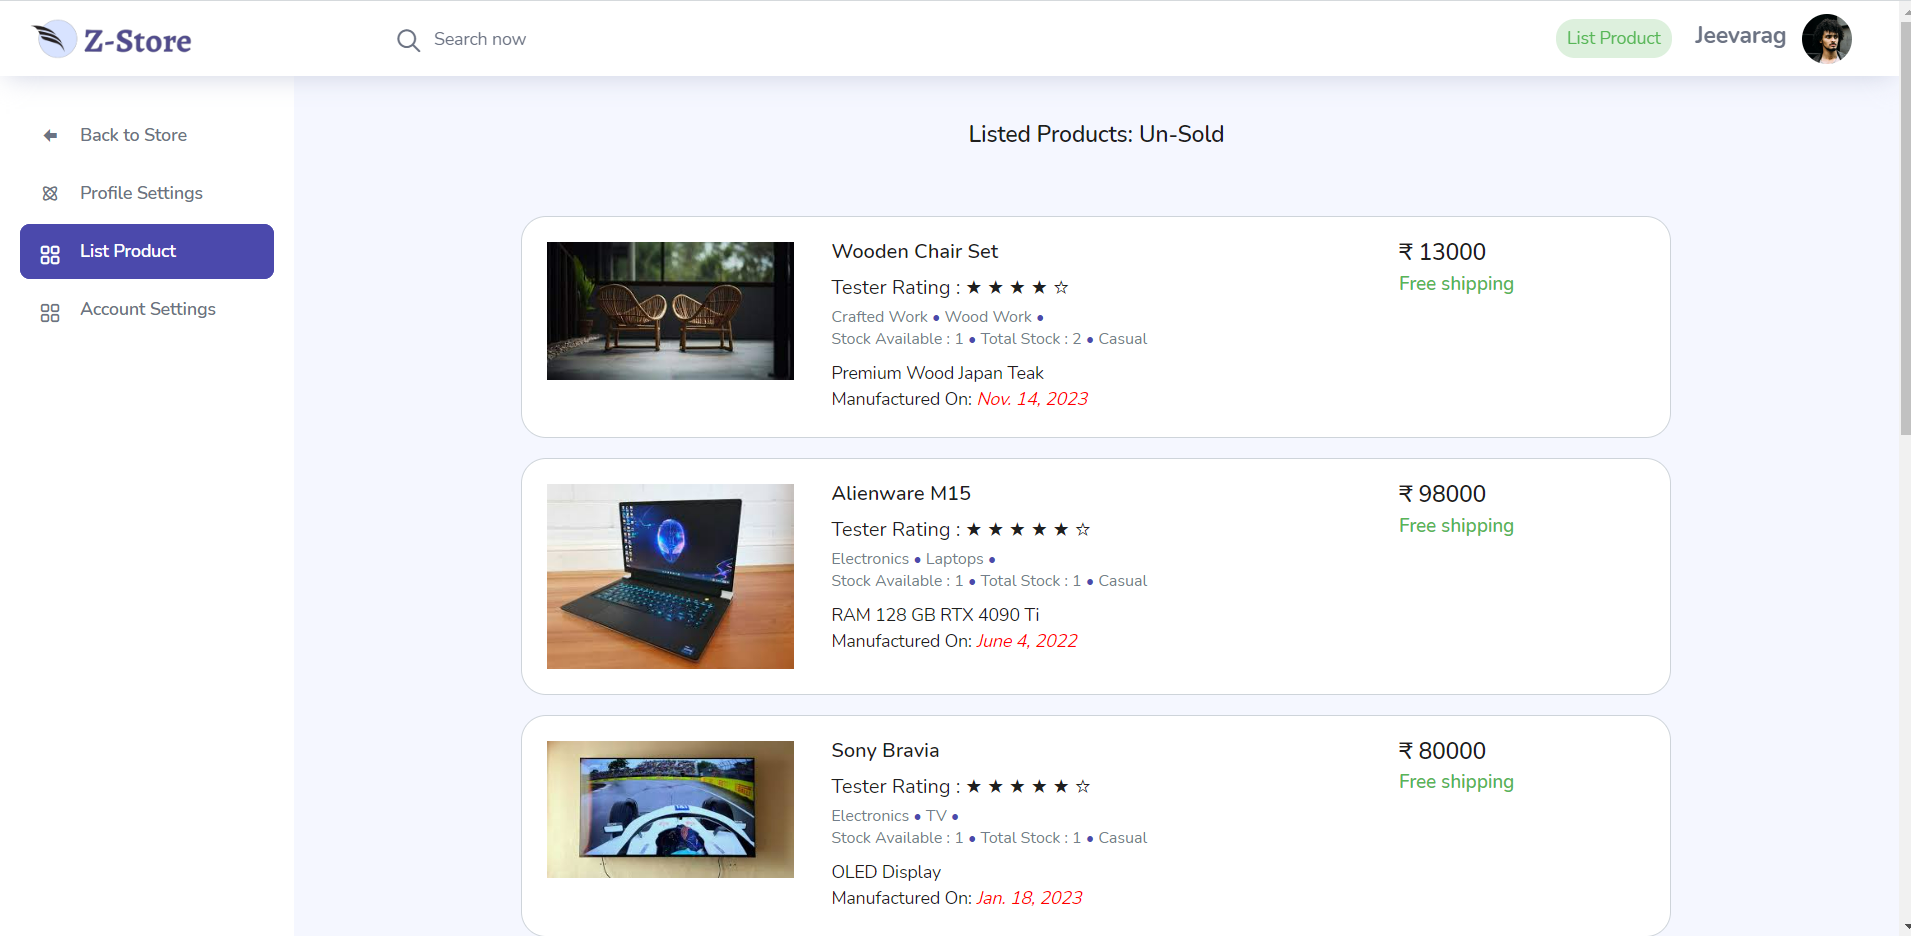 Z-Store
Search now
List Product
Jeevarag
Back to Store
Profile Settings
List Product
Account Settings
Listed Products: Un-Sold
Wooden Chair Set
₹ 13000
Tester Rating : ★ ★ ★ ★ ☆
Free shipping
Crafted Work • Wood Work •
Stock Available : 1 • Total Stock : 2 • Casual
Premium Wood Japan Teak
Manufactured On: Nov. 14, 2023
Alienware M15
₹ 98000
Tester Rating : ★ ★ ★ ★ ★ ☆
Free shipping
Electronics • Laptops •
Stock Available : 1 • Total Stock : 1 • Casual
RAM 128 GB RTX 4090 Ti
Manufactured On: June 4, 2022
Sony Bravia
₹ 80000
Tester Rating : ★ ★ ★ ★ ★ ☆
Free shipping
Electronics • TV •
Stock Available : 1 • Total Stock : 1 • Casual
OLED Display
Manufactured On: Jan. 18, 2023